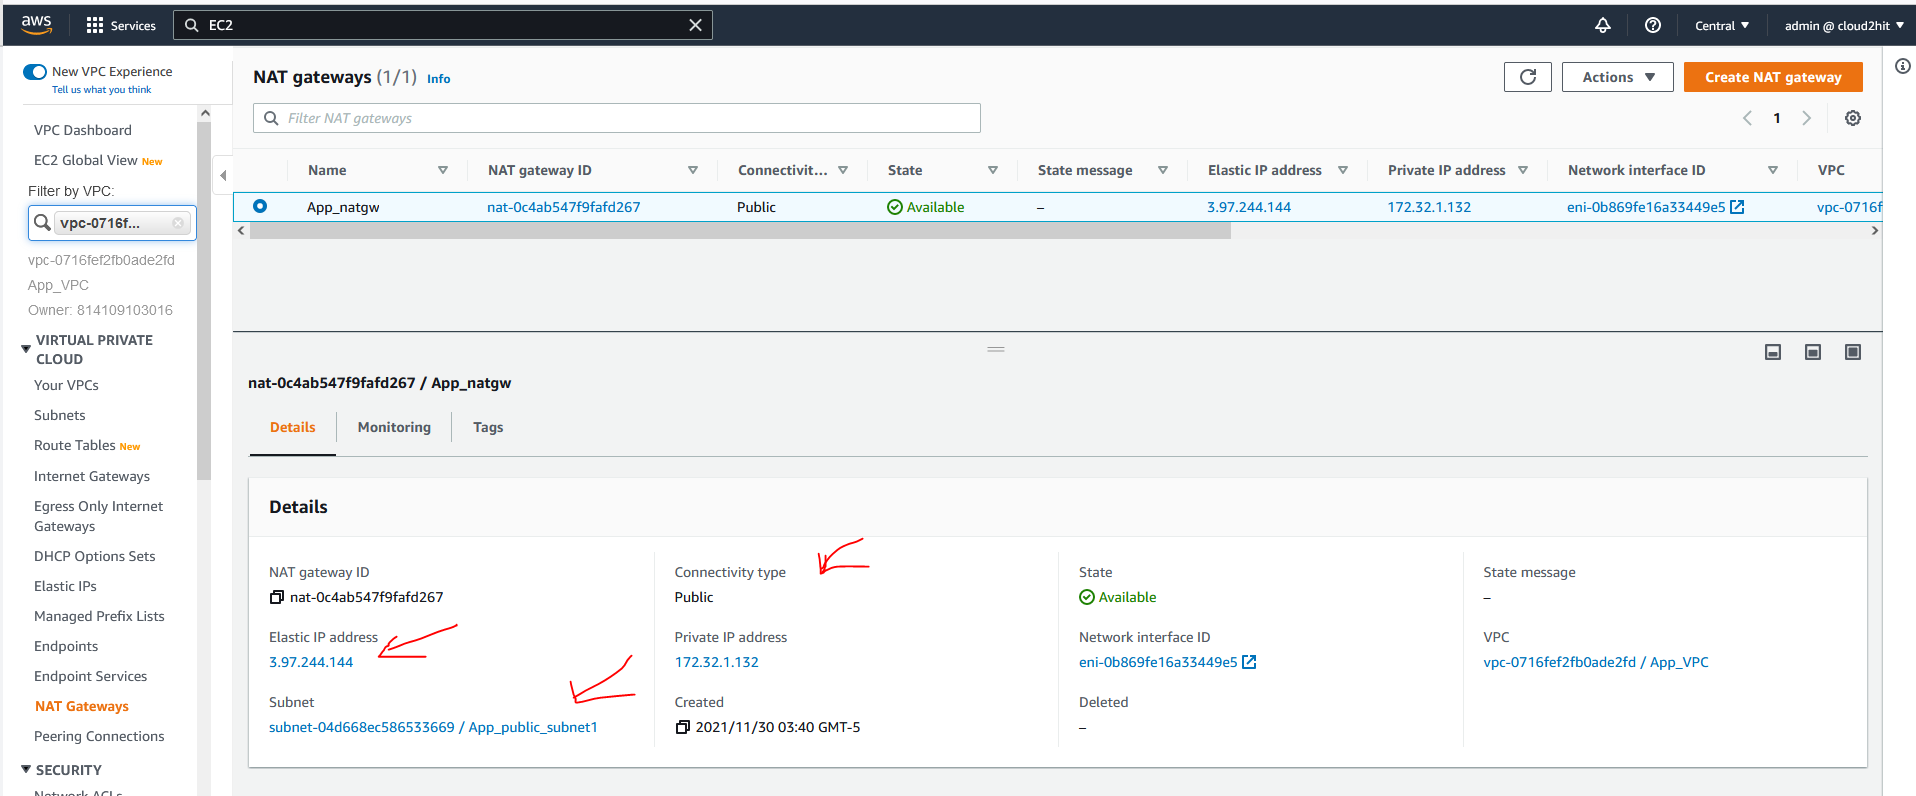 aws Services EC2 Central admin @ cloud2hit
New VPC Experience
Tell us what you think
VPC Dashboard
EC2 Global View New
Filter by VPC:
vpc-0716f...
vpc-0716fef2fb0ade2fd
App_VPC
Owner: 814109103016
VIRTUAL PRIVATE
CLOUD
Your VPCs
Subnets
Route Tables New
Internet Gateways
Egress Only Internet
Gateways
DHCP Options Sets
Elastic IPs
Managed Prefix Lists
Endpoints
Endpoint Services
NAT Gateways
Peering Connections
SECURITY
Network ACLs
NAT gateways (1/1) Info
Actions
Create NAT gateway
Filter NAT gateways
1
Name NAT gateway ID Connectivit... State State message Elastic IP address Private IP address Network interface ID VPC
App_natgw nat-0c4ab547f9fafd267 Public Available – 3.97.244.144 172.32.1.132 eni-0b869fe16a33449e5 vpc-0716f
nat-0c4ab547f9fafd267 / App_natgw
Details Monitoring Tags
Details
NAT gateway ID
nat-0c4ab547f9fafd267
Elastic IP address
3.97.244.144
Subnet
subnet-04d668ec586533669 / App_public_subnet1
Connectivity type
Public
Private IP address
172.32.1.132
Created
2021/11/30 03:40 GMT-5
State
Available
Network interface ID
eni-0b869fe16a33449e5
Deleted
–
State message
–
VPC
vpc-0716fef2fb0ade2fd / App_VPC